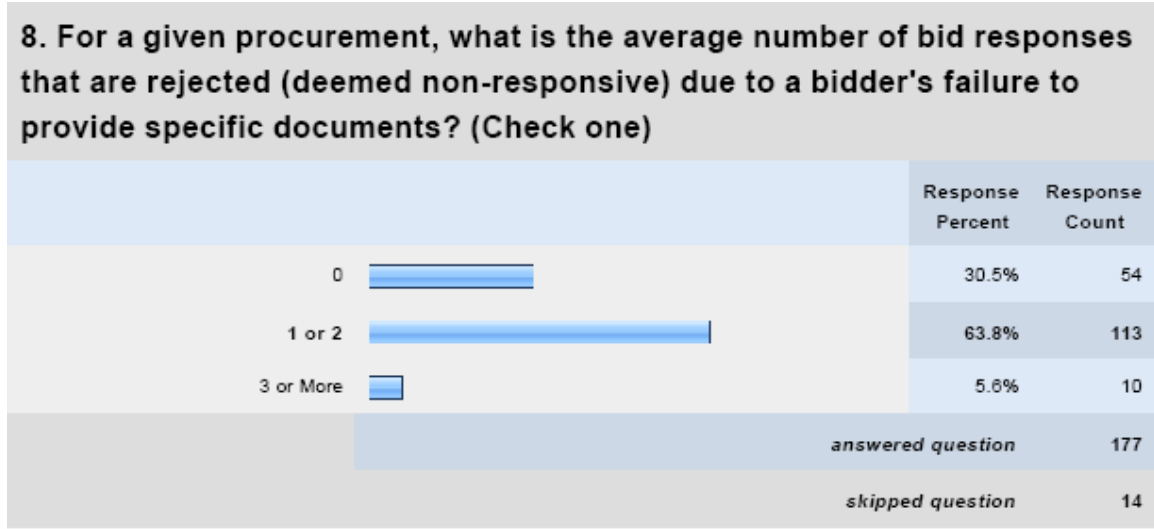 8. For a given procurement, what is the average number of bid responses
that are rejected (deemed non-responsive) due to a bidder's failure to
provide specific documents? (Check one)
Response Percent Response Count
0 30.5% 54
1 or 2 63.8% 113
3 or More 5.6% 10
answered question 177
skipped question 14